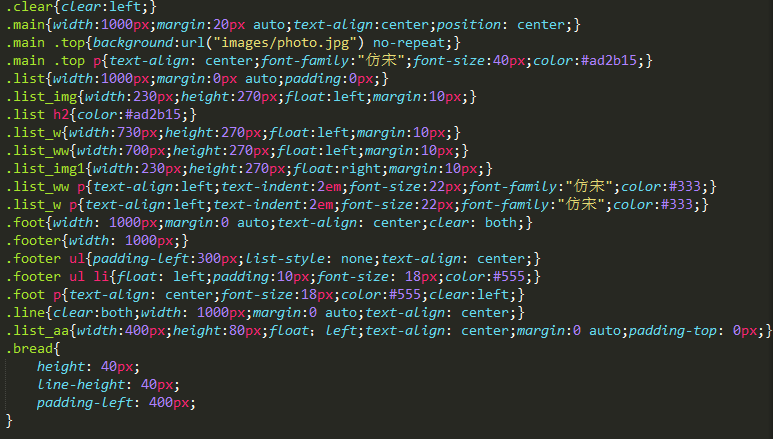 .clear{clear:left;}
.main{width:1000px;margin:20px auto;text-align:center;position: center;}
.main .top{background:url("images/photo.jpg") no-repeat;}
.main .top p{text-align: center;font-family:"仿宋";font-size:40px;color:#ad2b15;}
.list{width:1000px;margin:0px auto;padding:0px;}
.list_img{width:230px;height:270px;float:left;margin:10px;}
.list h2{color:#ad2b15;}
.list_w{width:730px;height:270px;float:left;margin:10px;}
.list_ww{width:700px;height:270px;float:left;margin:10px;}
.list_img1{width:230px;height:270px;float:right;margin:10px;}
.list_ww p{text-align:left;text-indent:2em;font-size:22px;font-family:"仿宋";color:#333;}
.list_w p{text-align:left;text-indent:2em;font-size:22px;font-family:"仿宋";color:#333;}
.foot{width: 1000px;margin:0 auto;text-align: center;clear: both;}
.footer{width: 1000px;}
.footer ul{padding-left:300px;list-style: none;text-align: center;}
.footer ul li{float: left;padding:10px;font-size: 18px;color:#555;}
.foot p{text-align: center;font-size:18px;color:#555;clear:left;}
.line{clear:both;width: 1000px;margin:0 auto;text-align: center;}
.list_aa{width:400px;height:80px;float：left;text-align: center;margin:0 auto;padding-top: 0px;}
.bread{
    height: 40px;
    line-height: 40px;
    padding-left: 400px;
}